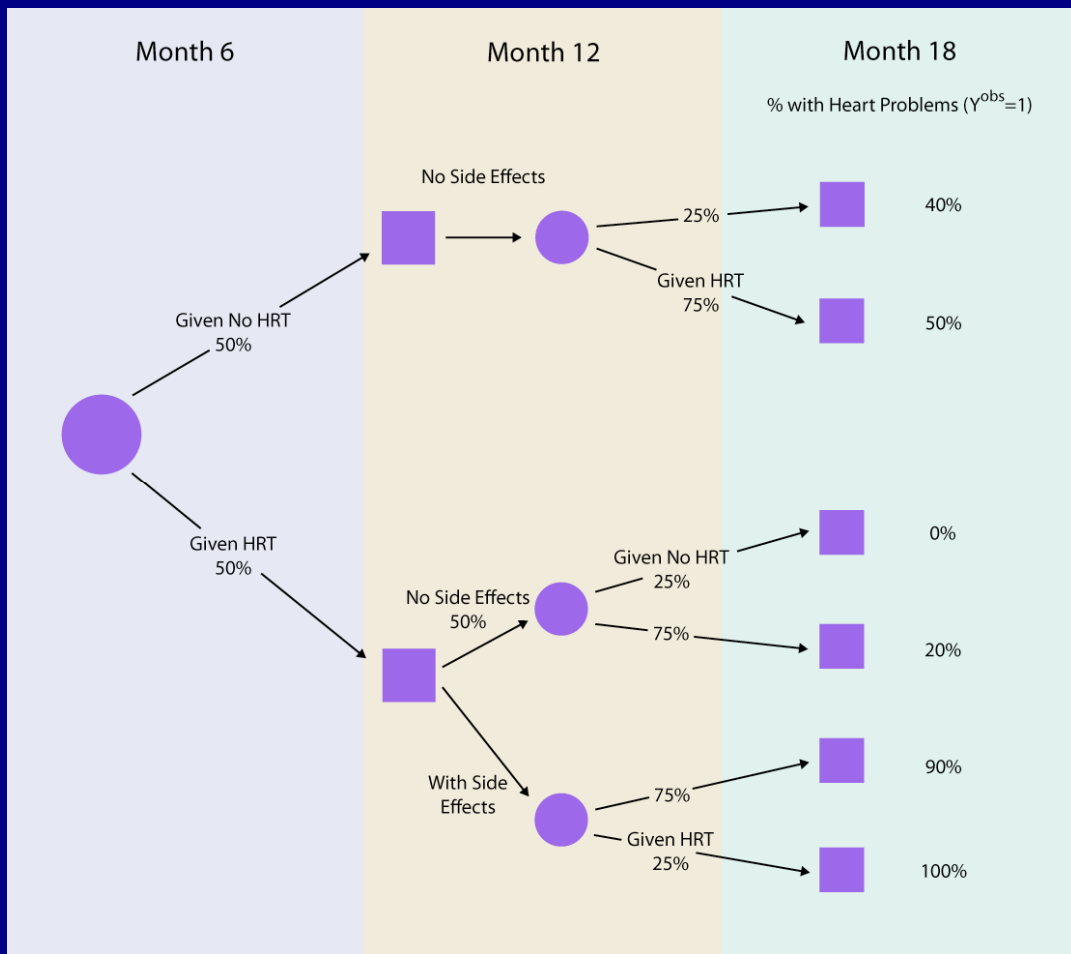 Month 6
Month 12
Month 18
% with Heart Problems (Y^obs=1)
No Side Effects
25%
40%
Given HRT
75%
50%
Given No HRT
50%
Given HRT
50%
Given No HRT
25%
0%
No Side Effects
50%
75%
20%
With Side
Effects
75%
90%
Given HRT
25%
100%